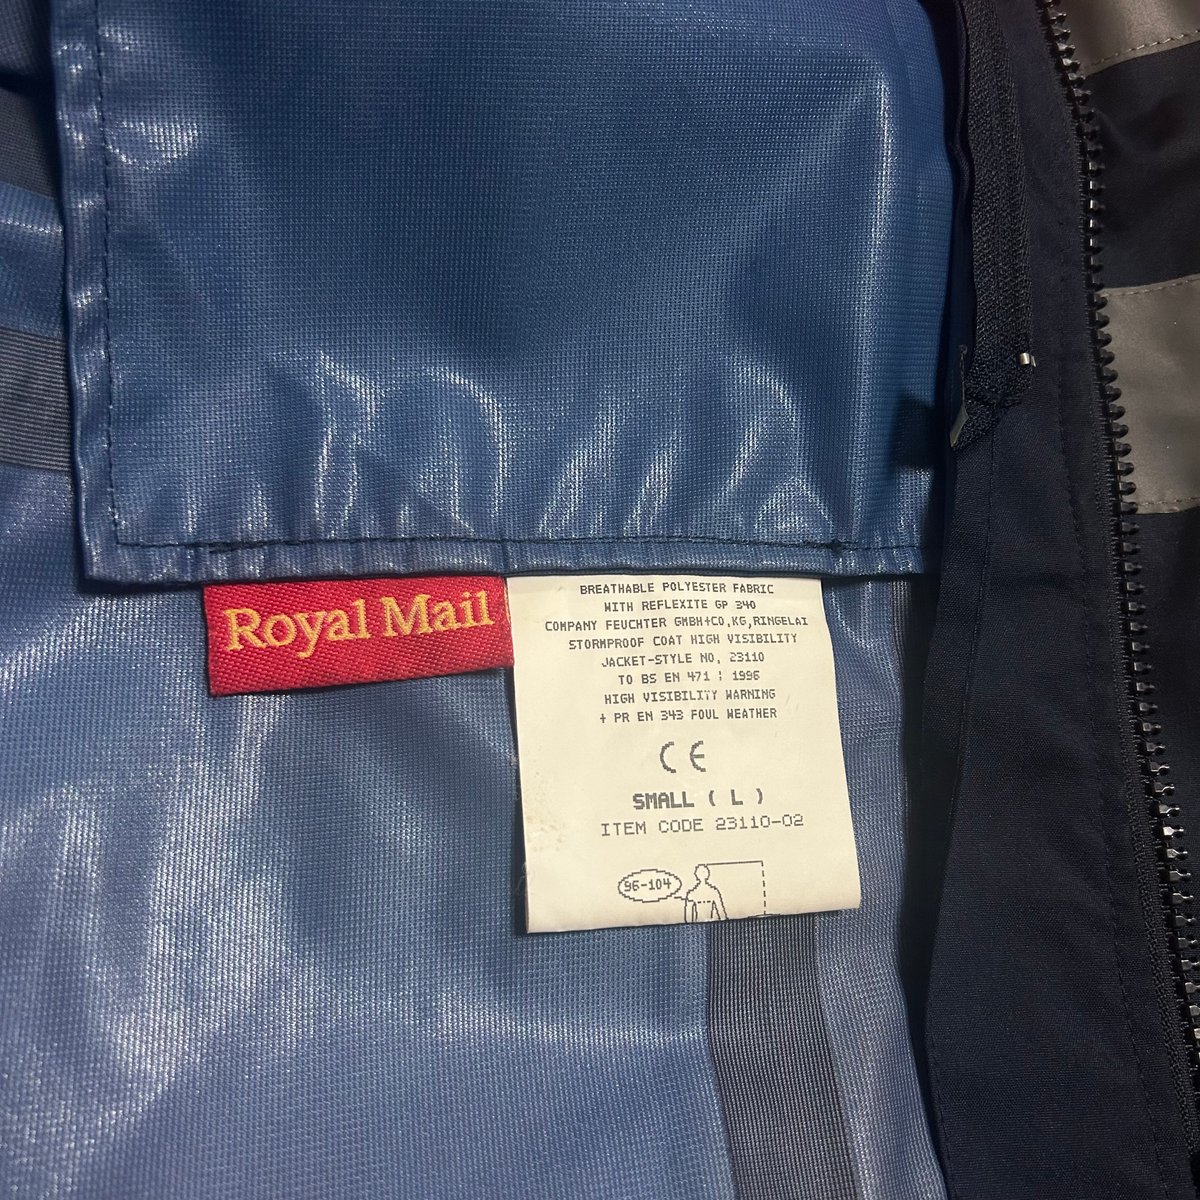 Royal Mail
BREATHABLE POLYESTER FABRIC
WITH REFLEXITE GP 340
COMPANY FEUCHTER GMBH+CO,KG,RINGELAI
STORMPROOF COAT HIGH VISIBILITY
JACKET-STYLE NO, 23110
TO BS EN 471 : 1996
HIGH VISIBILITY WARNING
+ PR EN 343 FOUL WEATHER
CE
SMALL ( L )
ITEM CODE 23110-02
96-104